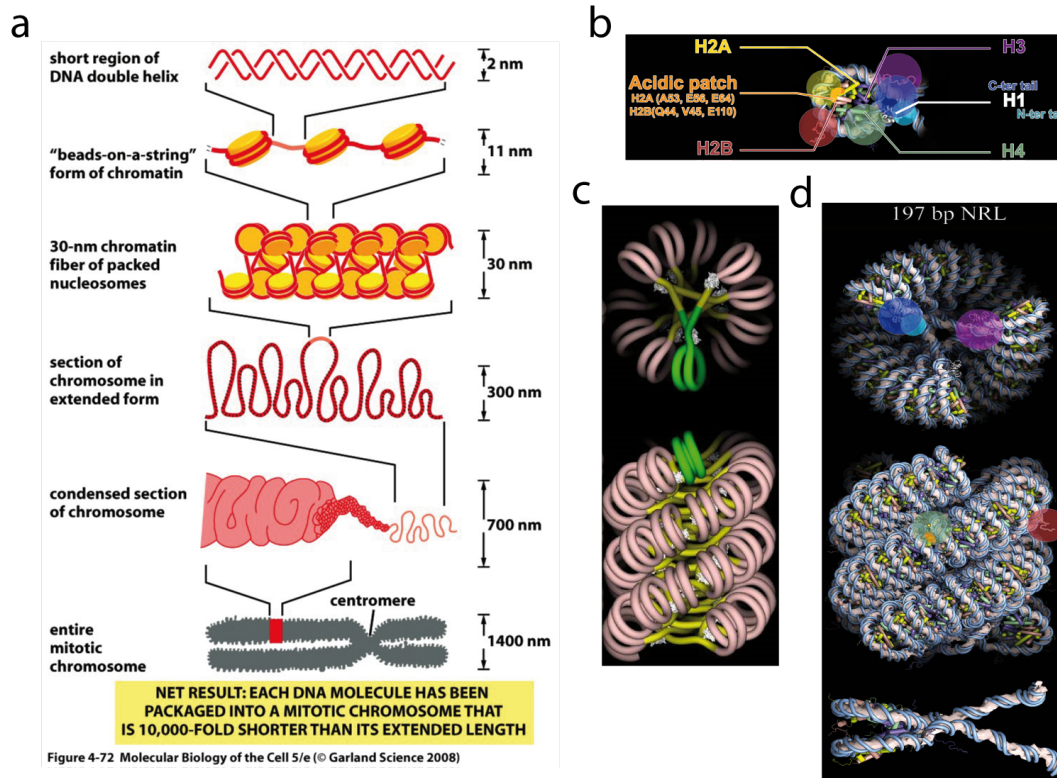 a
short region of
DNA double helix
2 nm
"beads-on-a-string"
form of chromatin
11 nm
30-nm chromatin
fiber of packed
nucleosomes
30 nm
section of
chromosome in
extended form
300 nm
condensed section
of chromosome
700 nm
centromere
entire
mitotic
chromosome
1400 nm
NET RESULT: EACH DNA MOLECULE HAS BEEN
PACKAGED INTO A MITOTIC CHROMOSOME THAT
IS 10,000-FOLD SHORTER THAN ITS EXTENDED LENGTH
Figure 4-72 Molecular Biology of the Cell 5/e (© Garland Science 2008)
b
H2A
H3
Acidic patch
H2A (A53, E56, E64)
H2B(Q44, V45, E110)
C-ter tail
H1
N-ter ta
H2B
H4
c
d
197 bp NRL